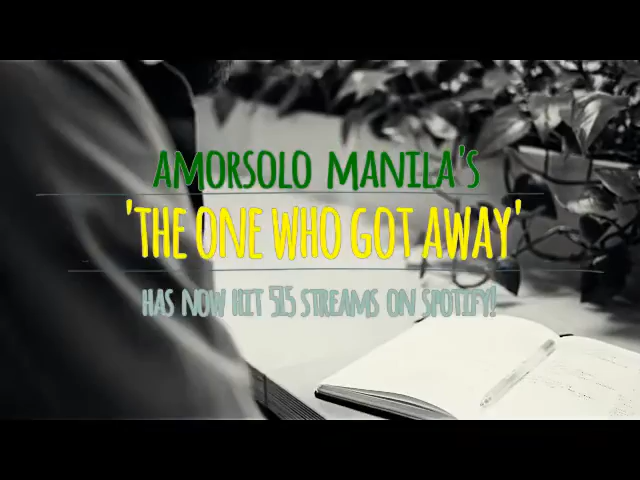 AMORSOLO MANILA'S
'THE ONE WHO GOT AWAY'
HAS NOW HIT 515 STREAMS ON SPOTIFY!